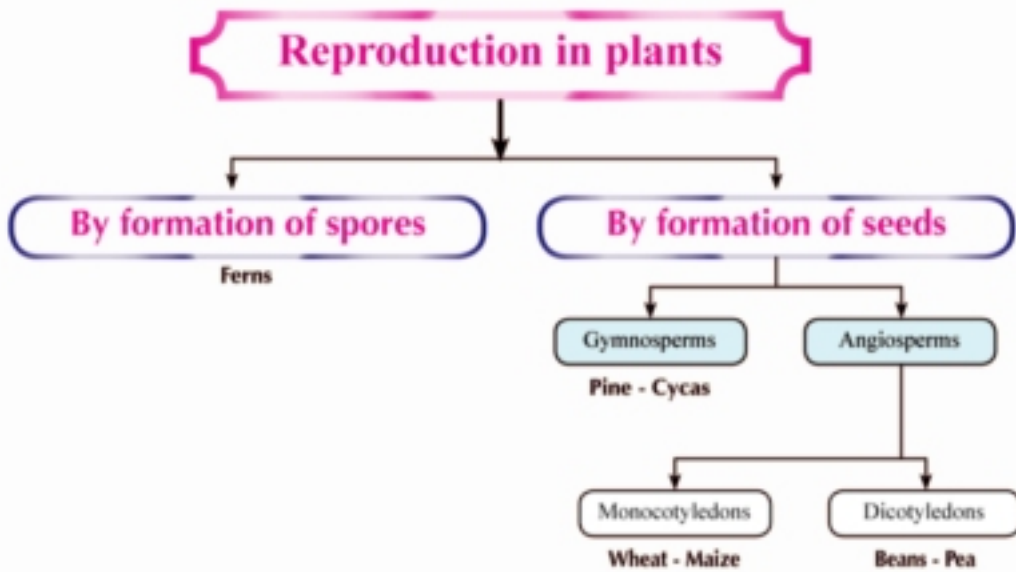 Reproduction in plants
By formation of spores
Ferns
By formation of seeds
Gymnosperms
Pine - Cycas
Angiosperms
Monocotyledons
Wheat - Maize
Dicotyledons
Beans - Pea